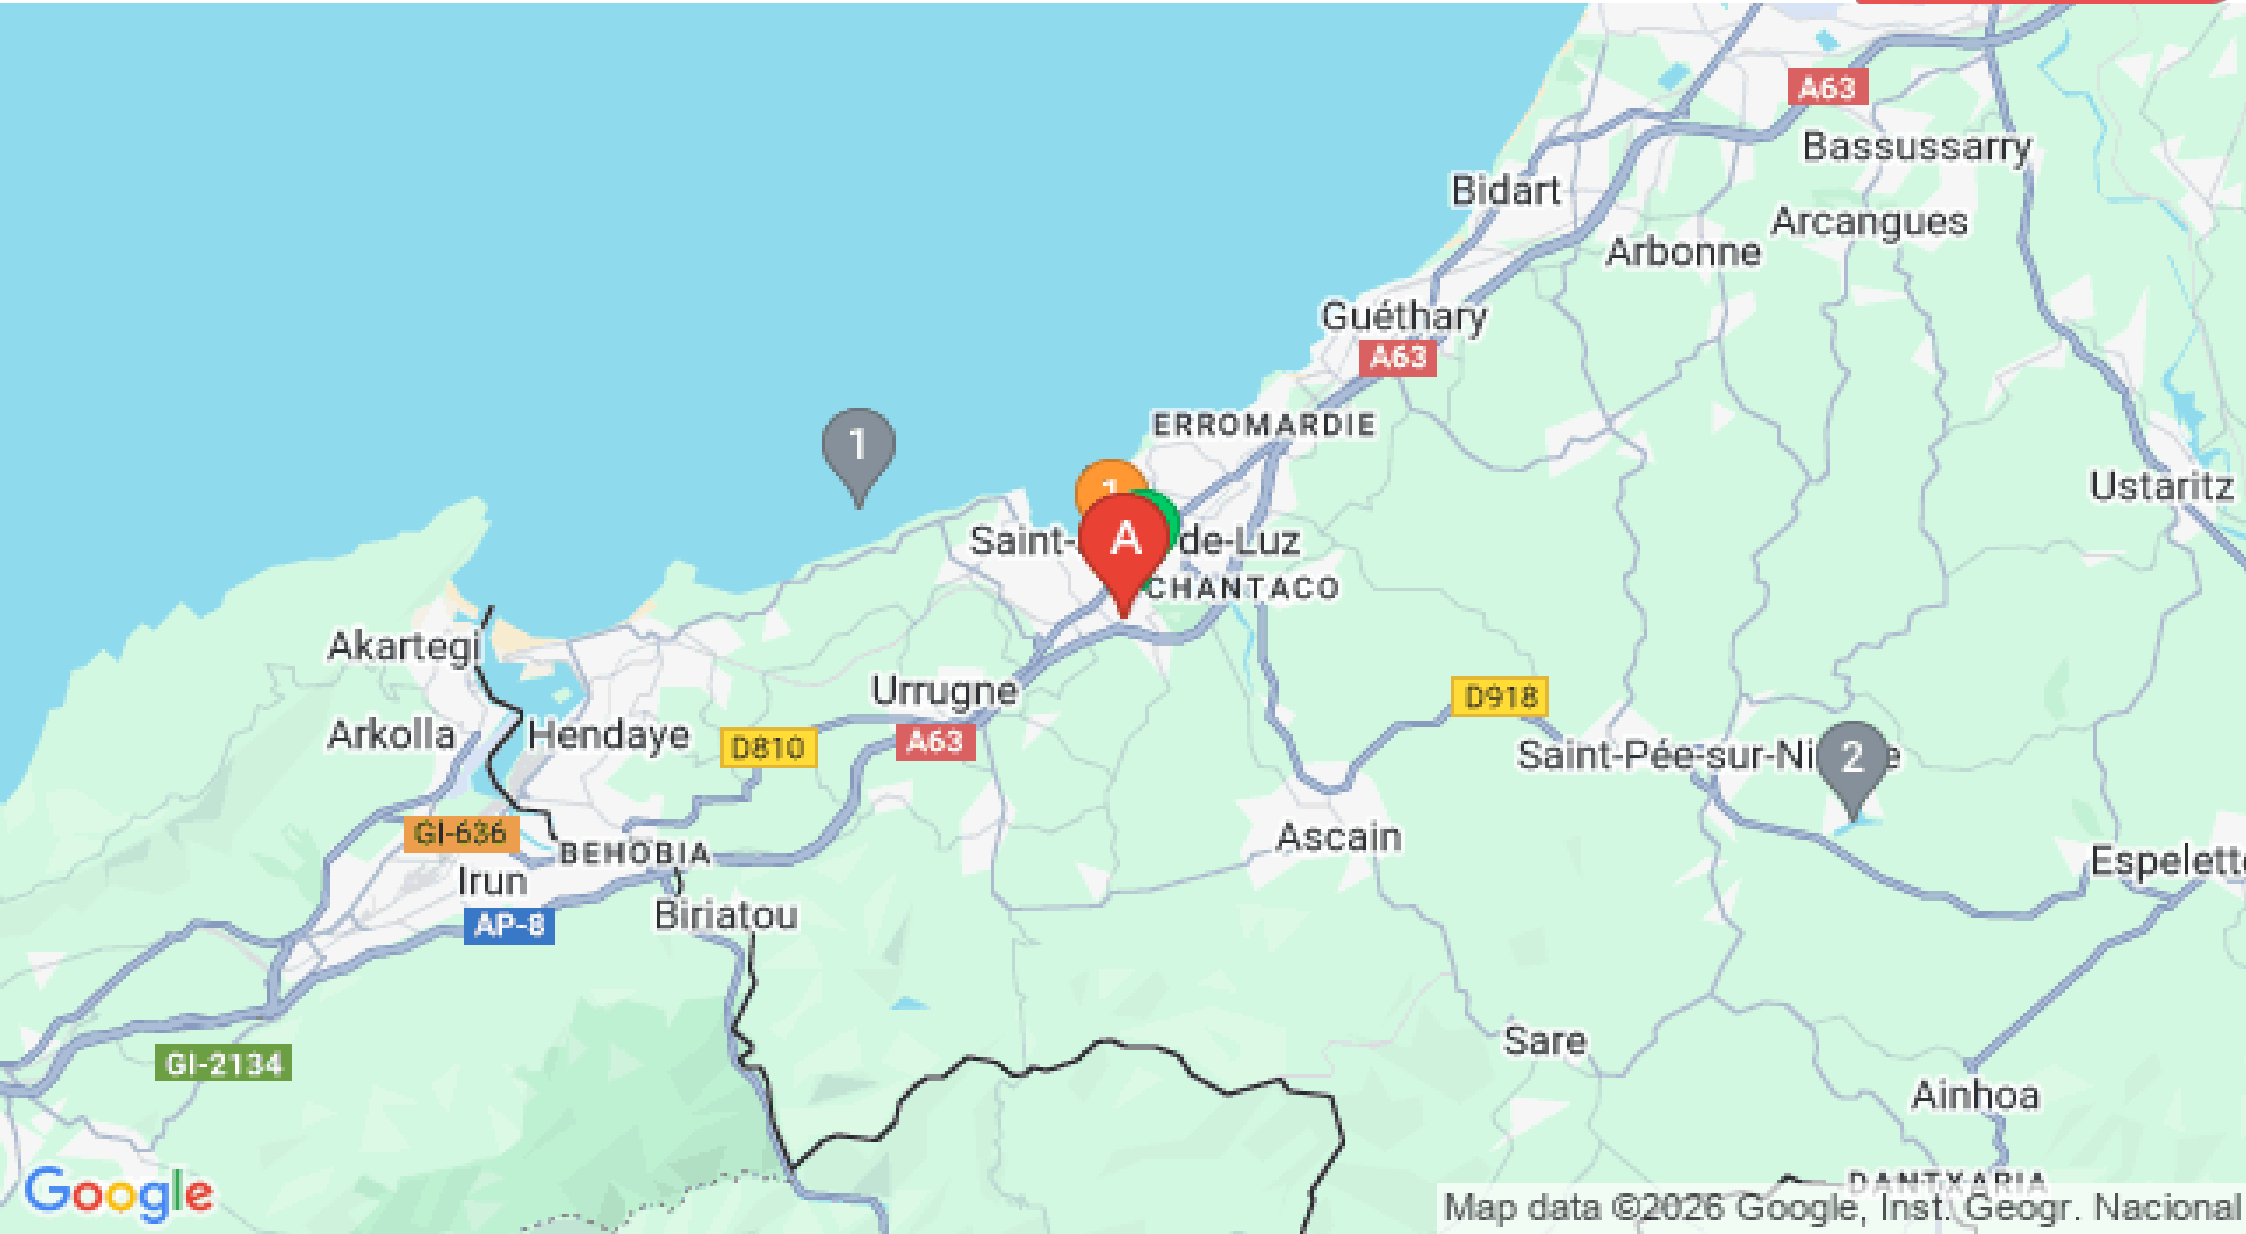 A63
Bassussarry
Bidart
Arcangues
Arbonne
Guéthary
A63
ERROMARDIE
1
1
Ustaritz
Saint-
A
de-Luz
CHANTACO
Akartegi
Urrugne
D918
Arkolla
Hendaye
D810
A63
Saint-Pée-sur-Ni
2
e
GI-636
BEHOBIA
Ascain
Espelette
Irun
Biriatou
AP-8
Sare
GI-2134
Ainhoa
DANTXARIA
Google
Map data ©2026 Google, Inst. Geogr. Nacional